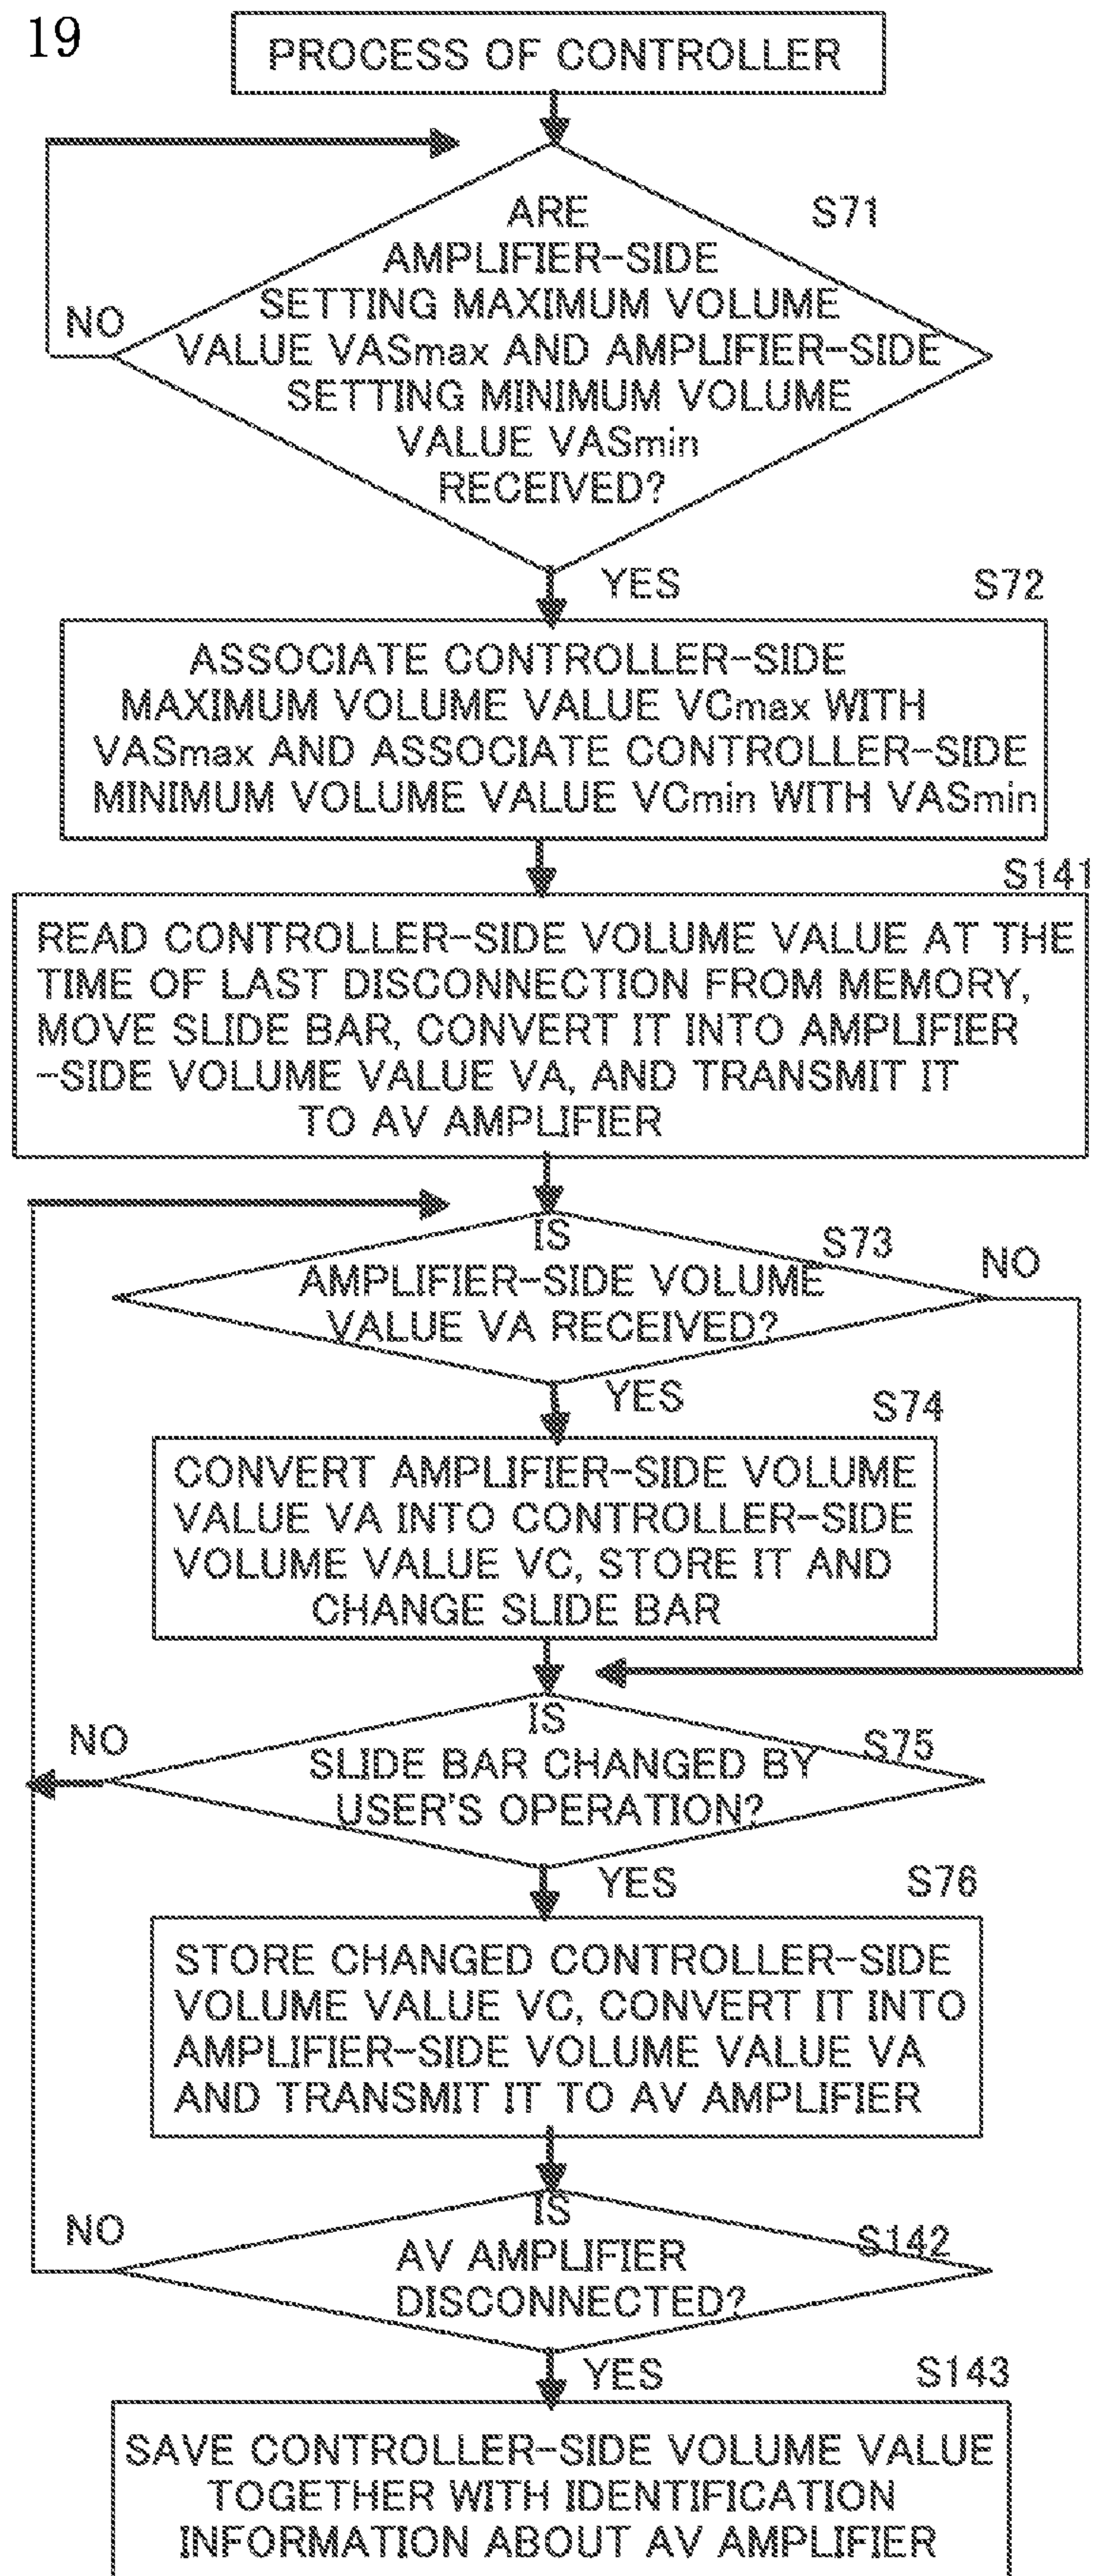 19
PROCESS OF CONTROLLER
ARE
S71
AMPLIFIER-SIDE
SETTING MAXIMUM VOLUME
NO
VALUE VASmax AND AMPLIFIER-SIDE
SETTING MINIMUM VOLUME
VALUE VASmin
RECEIVED?
YES
S72
ASSOCIATE CONTROLLER-SIDE
MAXIMUM VOLUME VALUE VCmax WITH
VASmax AND ASSOCIATE CONTROLLER-SIDE
MINIMUM VOLUME VALUE VCmin WITH VASmin
S141
READ CONTROLLER-SIDE VOLUME VALUE AT THE
TIME OF LAST DISCONNECTION FROM MEMORY,
MOVE SLIDE BAR, CONVERT IT INTO AMPLIFIER
-SIDE VOLUME VALUE VA, AND TRANSMIT IT
TO AV AMPLIFIER
IS
S73
NO
AMPLIFIER-SIDE VOLUME
VALUE VA RECEIVED?
YES
S74
CONVERT AMPLIFIER-SIDE VOLUME
VALUE VA INTO CONTROLLER-SIDE
VOLUME VALUE VC, STORE IT AND
CHANGE SLIDE BAR
IS
NO
S75
SLIDE BAR CHANGED BY
USER'S OPERATION?
YES
S76
STORE CHANGED CONTROLLER-SIDE
VOLUME VALUE VC, CONVERT IT INTO
AMPLIFIER-SIDE VOLUME VALUE VA
AND TRANSMIT IT TO AV AMPLIFIER
IS
NO
S142
AV AMPLIFIER
DISCONNECTED?
YES
S143
SAVE CONTROLLER-SIDE VOLUME VALUE
TOGETHER WITH IDENTIFICATION
INFORMATION ABOUT AV AMPLIFIER